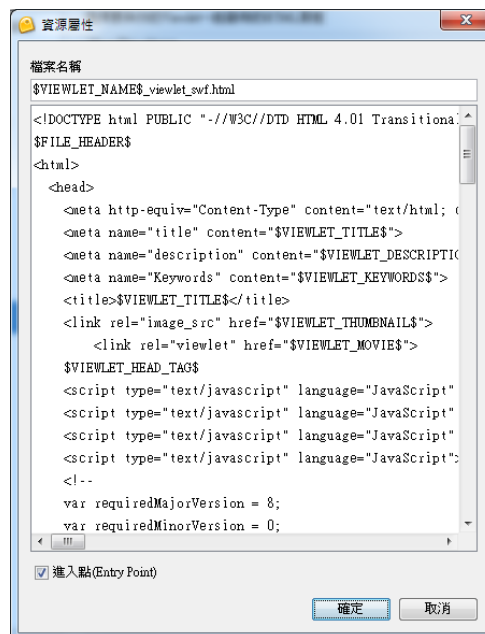 資源屬性
檔案名稱
$VIEWLET_NAME$_viewlet_swf.html
<!DOCTYPE html PUBLIC "-//W3C//DTD HTML 4.01 Transitional
$FILE_HEADER$
<html>
<head>
<meta http-equiv="Content-Type" content="text/html;
<meta name="title" content="$VIEWLET_TITLE$">
<meta name="description" content="$VIEWLET_DESCRIPTIO
<meta name="Keywords" content="$VIEWLET_KEYWORDS$">
<title>$VIEWLET_TITLE$</title>
<link rel="image_src" href="$VIEWLET_THUMBNAIL$">
<link rel="viewlet" href="$VIEWLET_MOVIE$">
$VIEWLET_HEAD_TAG$
<script type="text/javascript" language="JavaScript"
<script type="text/javascript" language="JavaScript"
<script type="text/javascript" language="JavaScript"
<script type="text/javascript" language="JavaScript">
<!--
var requiredMajorVersion = 8;
var requiredMinorVersion = 0;
進入點(Entry Point)
確定
取消